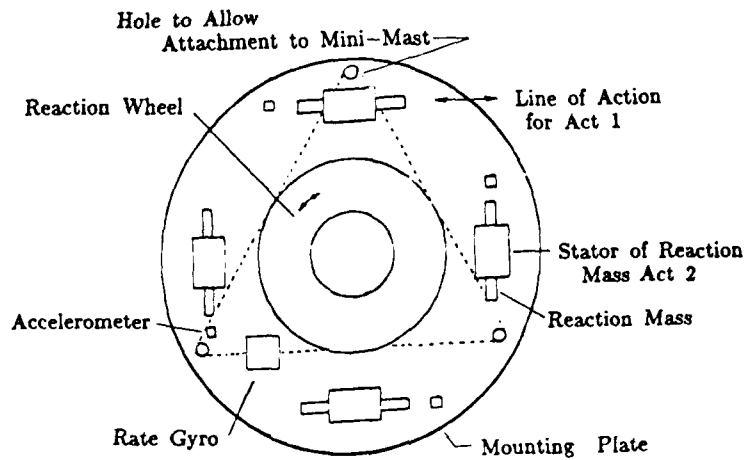 Hole to Allow
Attachment to Mini-Mast
Reaction Wheel
Line of Action
for Act 1
Stator of Reaction
Mass Act 2
Accelerometer
Reaction Mass
Rate Gyro
Mounting Plate